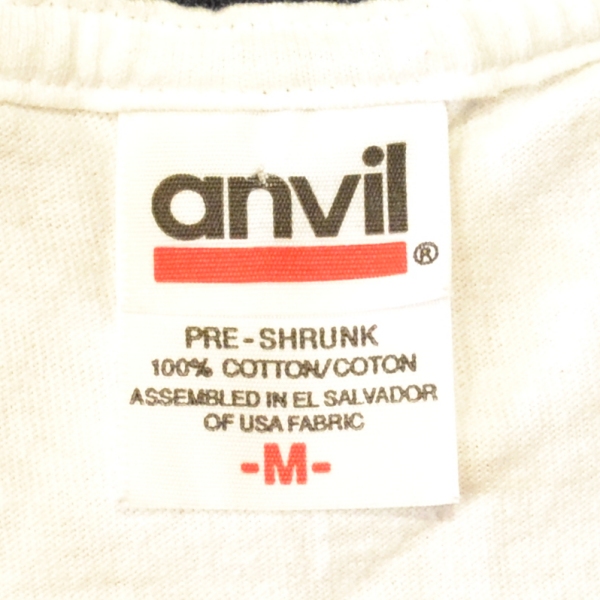 anvil®
PRE-SHRUNK
100% COTTON/COTON
ASSEMBLED IN EL SALVADOR
OF USA FABRIC
-M-